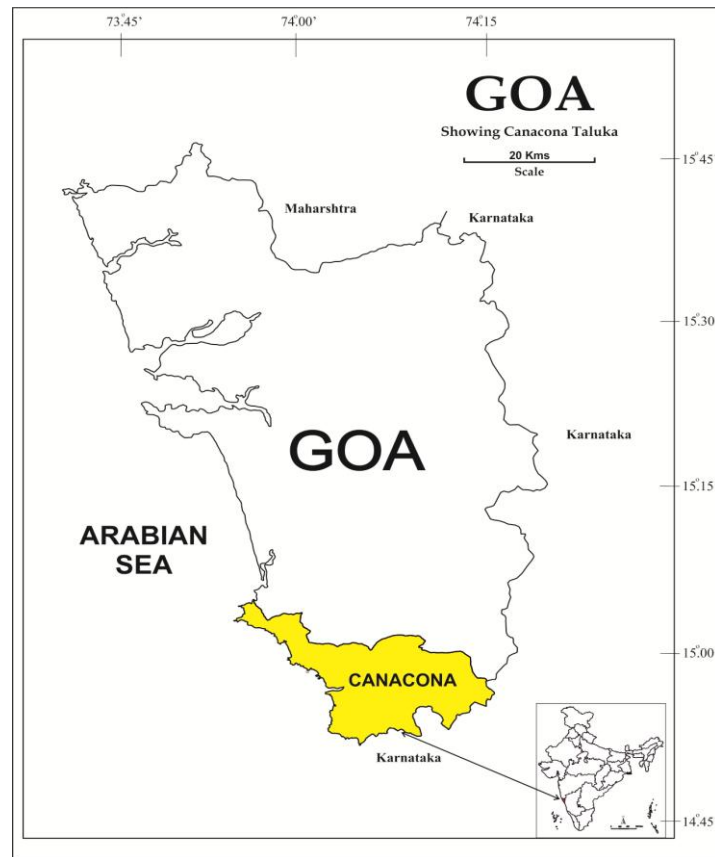 73.45'
74.00'
74°15'
GOA
Showing Canacona Taluka
20 Kms
Scale
15°45'
Maharshtra
Karnataka
15°30'
GOA
Karnataka
15°15'
ARABIAN
SEA
15°00'
CANACONA
Karnataka
14°45'